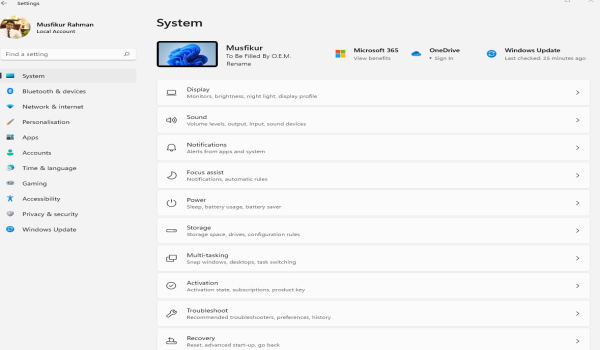 Settings
Musfikur Rahman
Local Account
Find a setting
System
Bluetooth & devices
Network & internet
Personalisation
Apps
Accounts
Time & language
Gaming
Accessibility
Privacy & security
Windows Update
System
Musfikur
To Be Filled By O.E.M.
Rename
Microsoft 365
View benefits
OneDrive
• Sign In
Windows Update
Last checked: 25 minutes ago
Display
Monitors, brightness, night light, display profile
Sound
Volume levels, output, input, sound devices
Notifications
Alerts from apps and system
Focus assist
Notifications, automatic rules
Power
Sleep, battery usage, battery saver
Storage
Storage space, drives, configuration rules
Multi-tasking
Snap windows, desktops, task switching
Activation
Activation state, subscriptions, product key
Troubleshoot
Recommended troubleshooters, preferences, history
Recovery
Reset, advanced start-up, go back